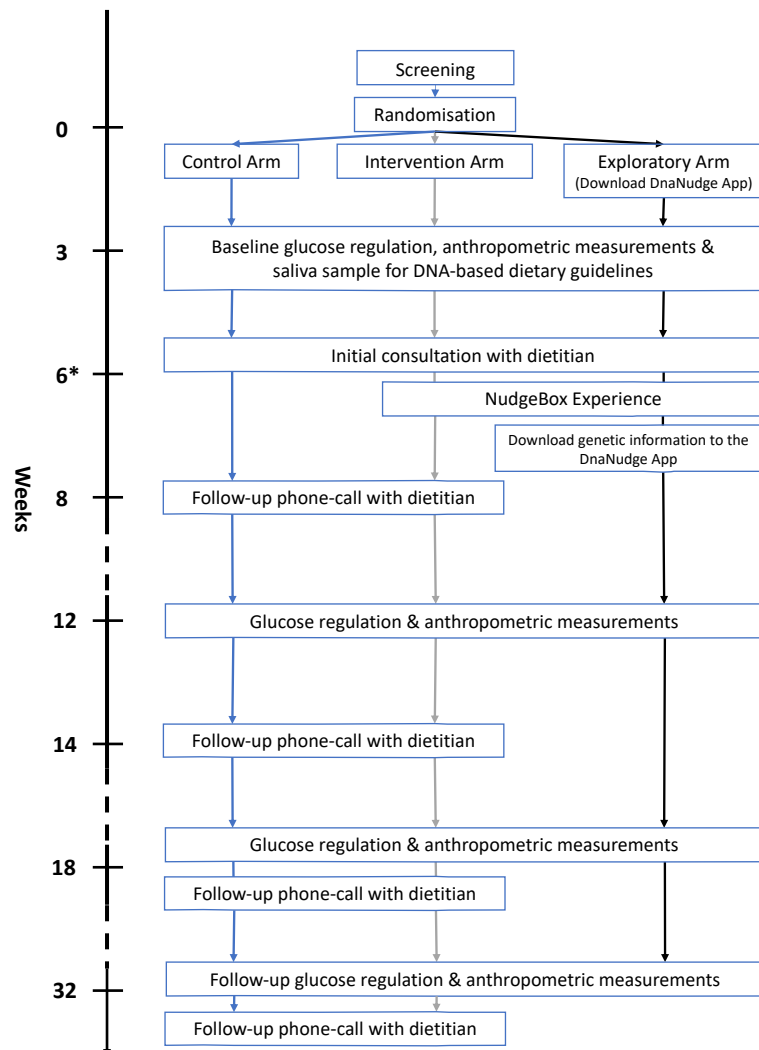 Screening
Randomisation
0
Control Arm
Intervention Arm
Exploratory Arm
(Download DnaNudge App)
3
Baseline glucose regulation, anthropometric measurements &
saliva sample for DNA-based dietary guidelines
Initial consultation with dietitian
6*
NudgeBox Experience
Download genetic information to the
DnaNudge App
Weeks
8
Follow-up phone-call with dietitian
12
Glucose regulation & anthropometric measurements
14
Follow-up phone-call with dietitian
Glucose regulation & anthropometric measurements
18
Follow-up phone-call with dietitian
Follow-up glucose regulation & anthropometric measurements
32
Follow-up phone-call with dietitian